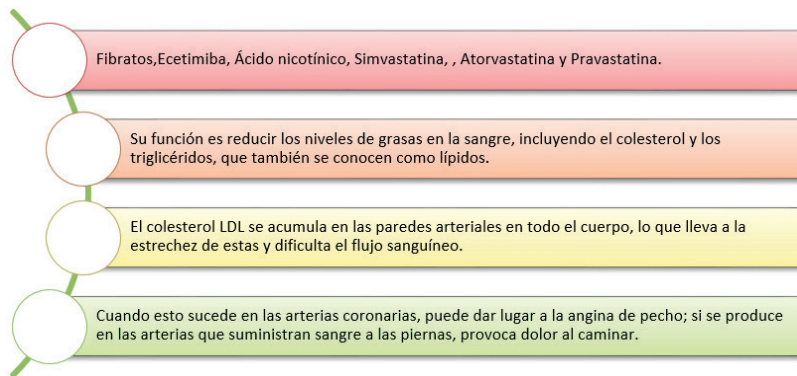 Fibratos,Ecetimiba, Ácido nicotínico, Simvastatina, , Atorvastatina y Pravastatina.
Su función es reducir los niveles de grasas en la sangre, incluyendo el colesterol y los
triglicéridos, que también se conocen como lípidos.
El colesterol LDL se acumula en las paredes arteriales en todo el cuerpo, lo que lleva a la
estrechez de estas y dificulta el flujo sanguíneo.
Cuando esto sucede en las arterias coronarias, puede dar lugar a la angina de pecho; si se produce
en las arterias que suministran sangre a las piernas, provoca dolor al caminar.